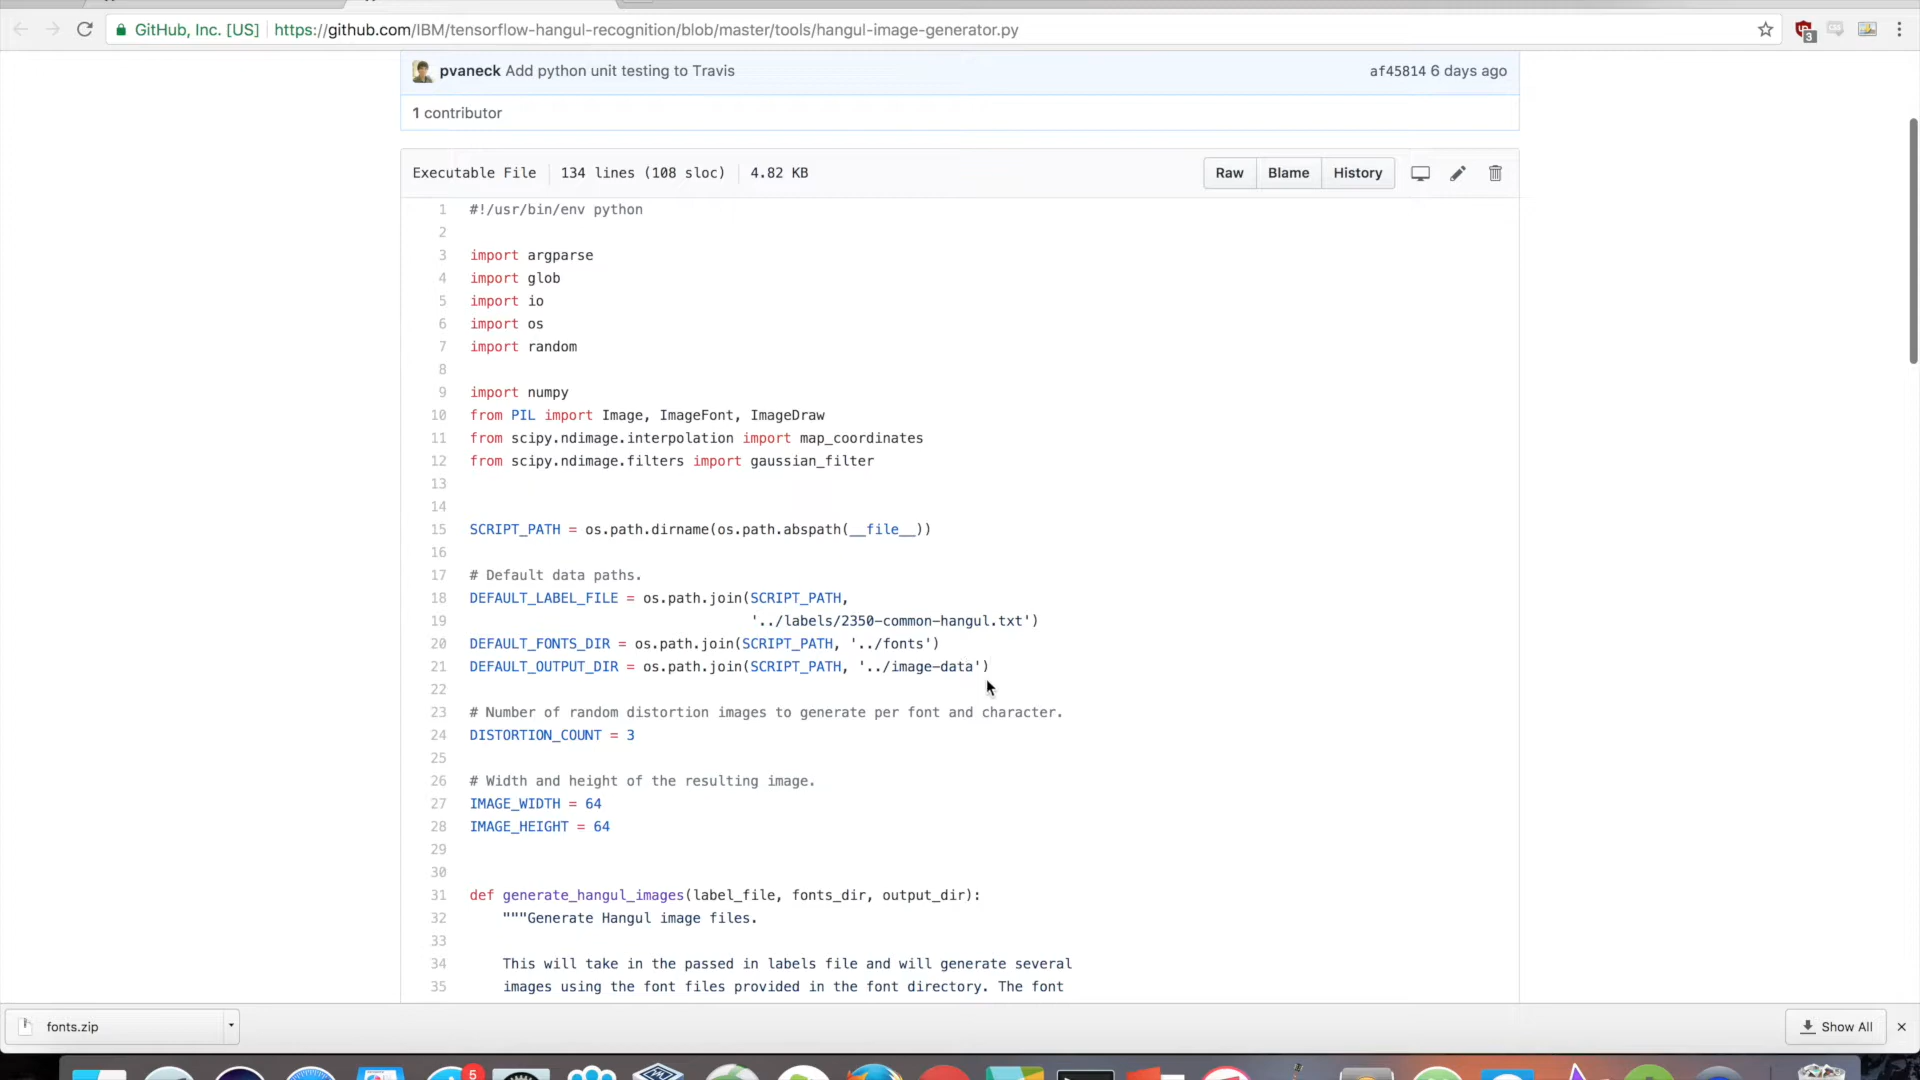 GitHub, Inc. [US] https://github.com/IBM/tensorflow-hangul-recognition/blob/master/tools/hangul-image-generator.py
3
pvaneck Add python unit testing to Travis af45814 6 days ago
1 contributor
Executable File 134 lines (108 sloc) 4.82 KB Raw Blame History
1 #!/usr/bin/env python
2
3 import argparse
4 import glob
5 import io
6 import os
7 import random
8
9 import numpy
10 from PIL import Image, ImageFont, ImageDraw
11 from scipy.ndimage.interpolation import map_coordinates
12 from scipy.ndimage.filters import gaussian_filter
13
14
15 SCRIPT_PATH = os.path.dirname(os.path.abspath(__file__))
16
17 # Default data paths.
18 DEFAULT_LABEL_FILE = os.path.join(SCRIPT_PATH,
19 '../labels/2350-common-hangul.txt')
20 DEFAULT_FONTS_DIR = os.path.join(SCRIPT_PATH, '../fonts')
21 DEFAULT_OUTPUT_DIR = os.path.join(SCRIPT_PATH, '../image-data')
22
23 # Number of random distortion images to generate per font and character.
24 DISTORTION_COUNT = 3
25
26 # Width and height of the resulting image.
27 IMAGE_WIDTH = 64
28 IMAGE_HEIGHT = 64
29
30
31 def generate_hangul_images(label_file, fonts_dir, output_dir):
32 """Generate Hangul image files.
33
34 This will take in the passed in labels file and will generate several
35 images using the font files provided in the font directory. The font
fonts.zip Show All
5